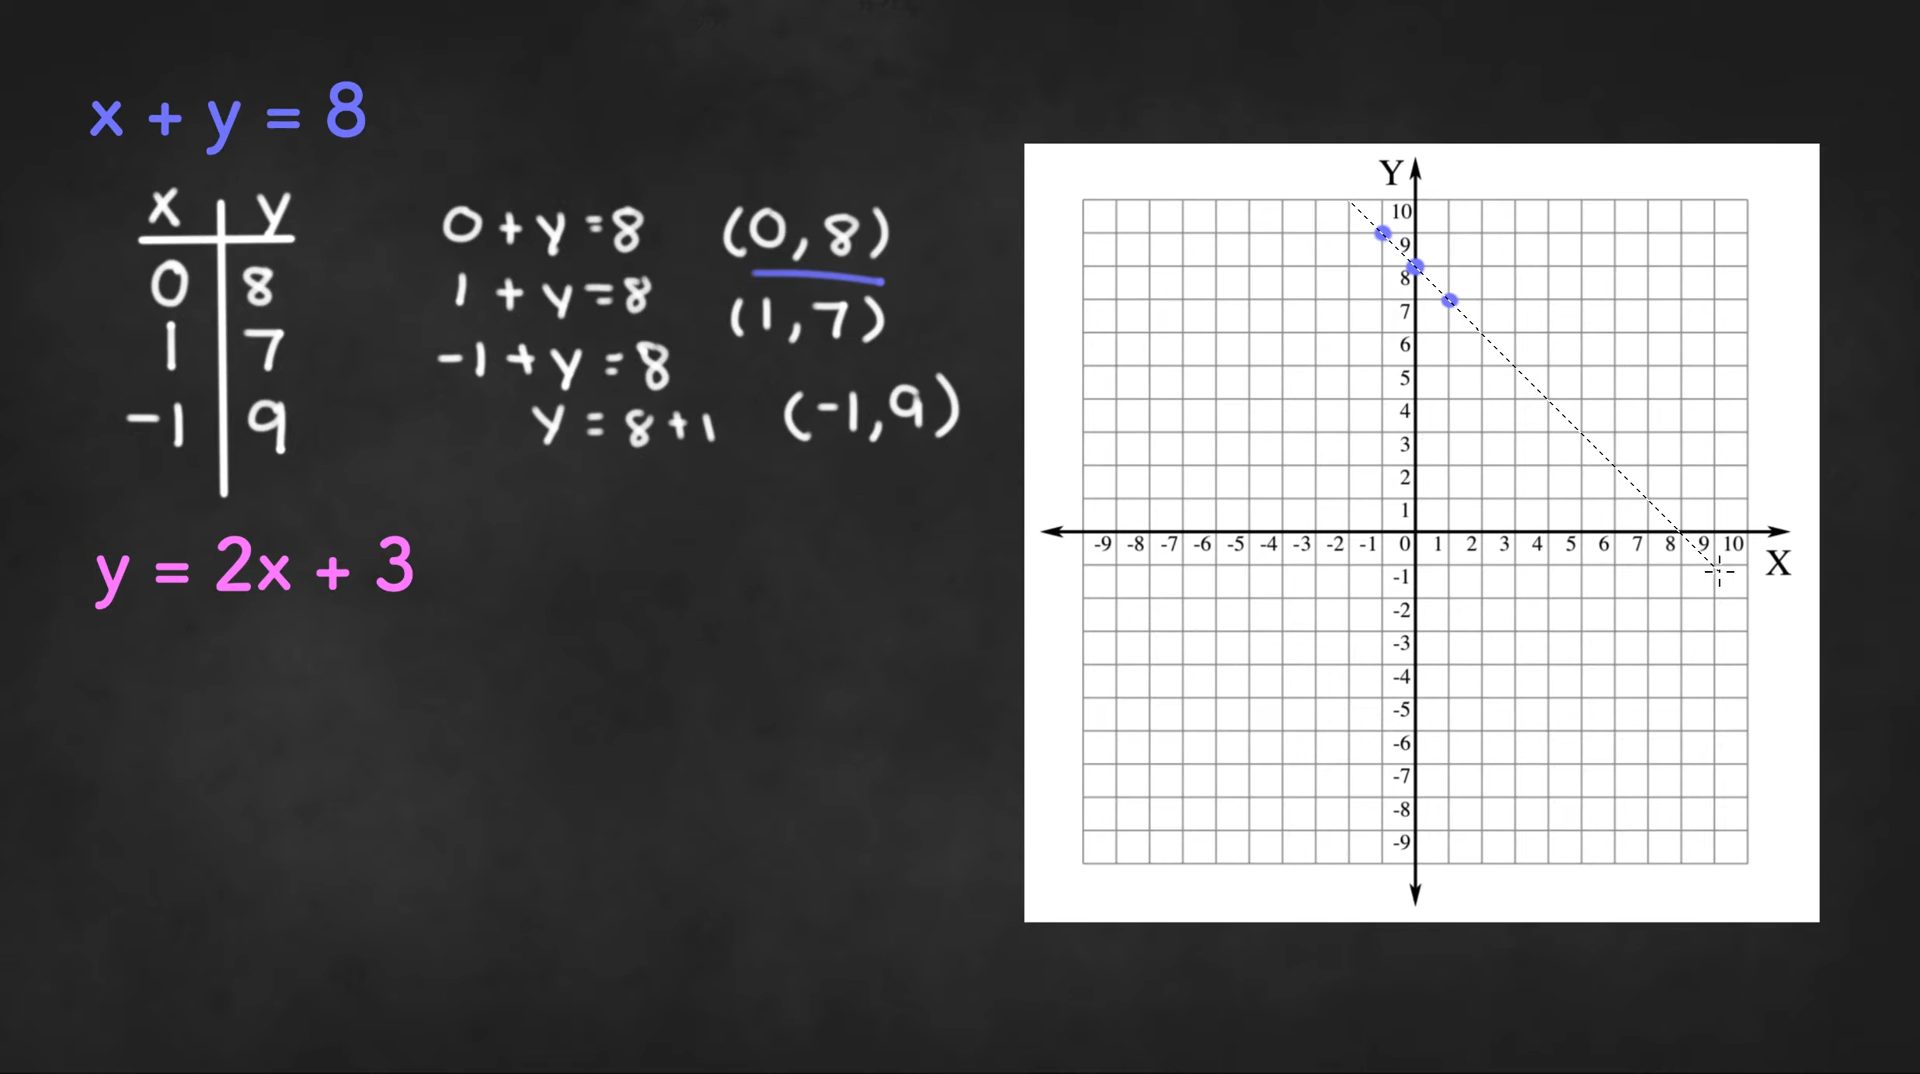 x + y = 8
x y
0 8
1 7
-1 9
0 + y = 8
1 + y = 8
-1 + y = 8
y = 8 + 1
(0, 8)
(1, 7)
(-1, 9)
y = 2x + 3
Y
10
9
8
7
6
5
4
3
2
1
-9 -8 -7 -6 -5 -4 -3 -2 -1 0 1 2 3 4 5 6 7 8 9 10
X
-1
-2
-3
-4
-5
-6
-7
-8
-9